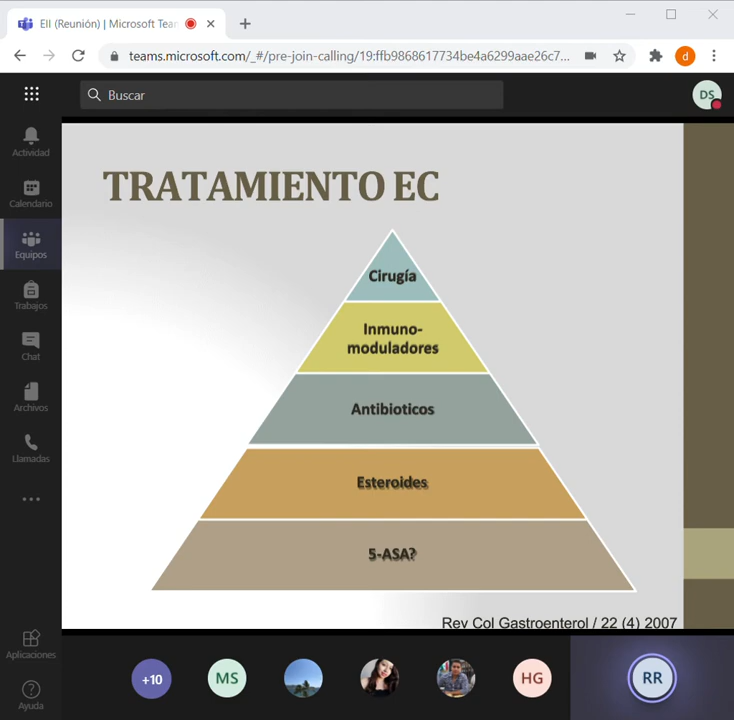 EII (Reunión) | Microsoft Tear
teams.microsoft.com/_#/pre-join-calling/19:ffb9868617734be4a6299aae26c7...
d
Buscar
DS
Actividad
Calendario
Equipos
Trabajos
Chat
Archivos
Llamadas
Aplicaciones
Ayuda
TRATAMIENTO EC
Cirugía
Inmuno-
moduladores
Antibioticos
Esteroides
5-ASA?
Rev Col Gastroenterol / 22 (4) 2007
+10
MS
HG
RR